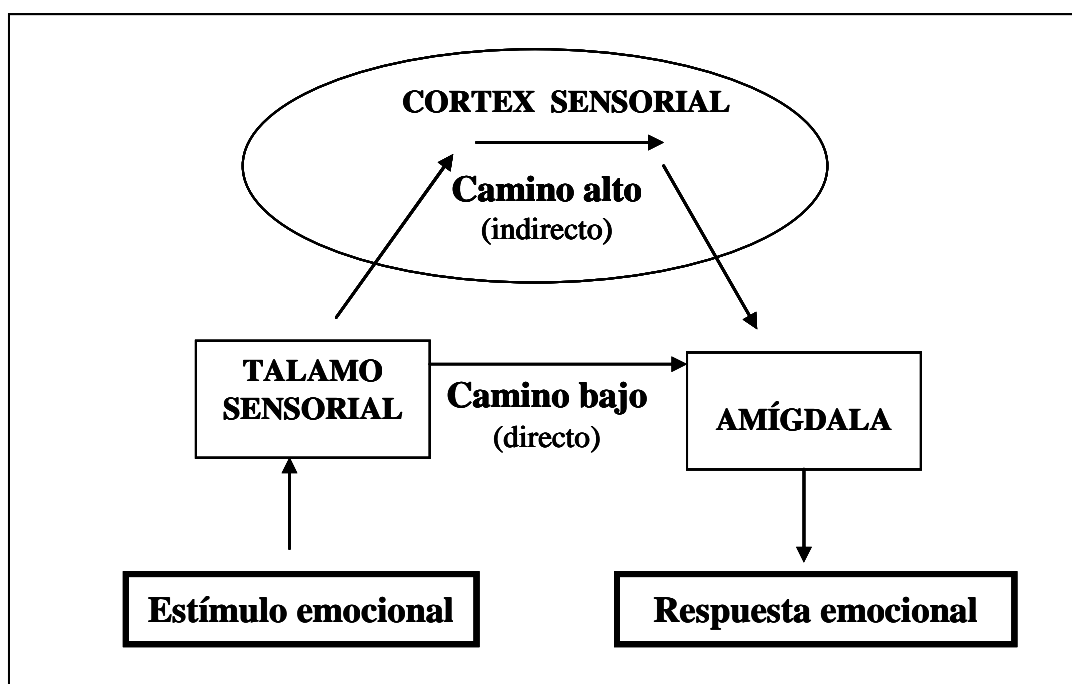 CORTEX SENSORIAL
Camino alto
(indirecto)
TALAMO
SENSORIAL
Camino bajo
(directo)
AMÍGDALA
Estímulo emocional
Respuesta emocional